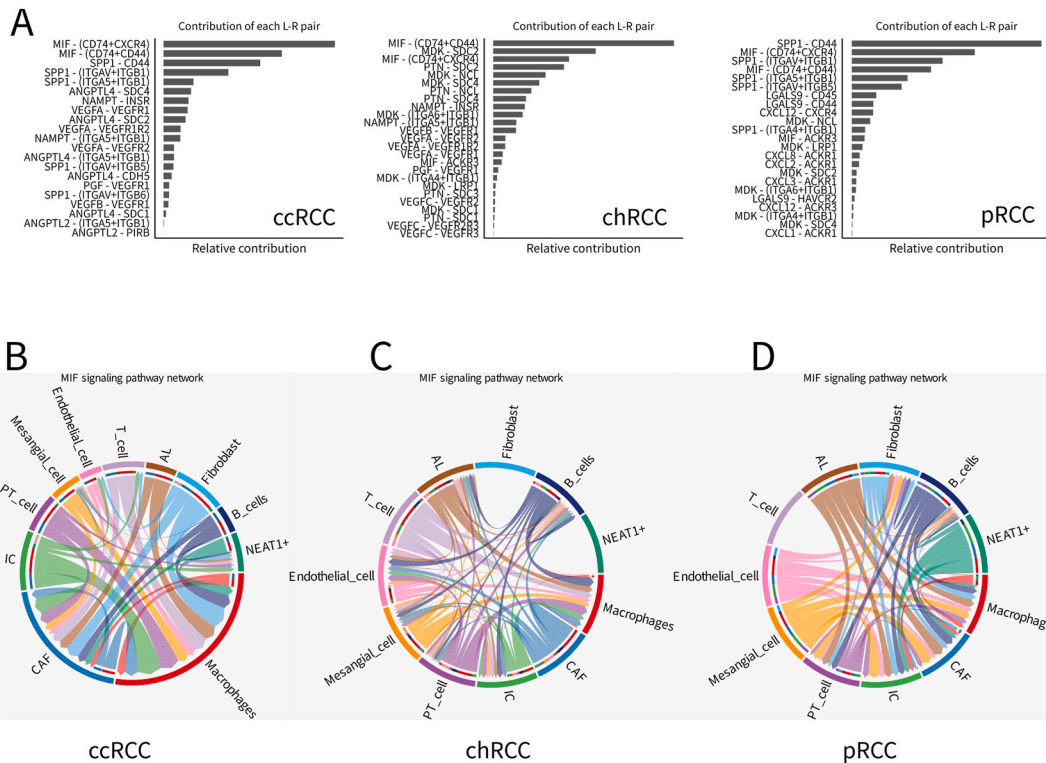 A
Contribution of each L-R pair
MIF - (CD74+CXCR4)
MIF - (CD74+CD44)
SPP1 - CD44
SPP1 - (ITGAV+ITGB1)
SPP1 - (ITGA5+ITGB1)
ANGPTL4 - SDC4
NAMPT - INSR
VEGFA - VEGFR1
ANGPTL4 - SDC2
VEGFA - VEGFR1R2
NAMPT - (ITGA5+ITGB1)
VEGFA - VEGFR2
ANGPTL4 - (ITGA5+ITGB1)
SPP1 - (ITGAV+ITGB5)
ANGPTL4 - CDH5
PGF - VEGFR1
SPP1 - (ITGAV+ITGB6)
VEGFB - VEGFR1
ANGPTL4 - SDC1
ANGPTL2 - (ITGA5+ITGB1)
ANGPTL2 - PIRB
ccRCC
Relative contribution
Contribution of each L-R pair
MIF - (CD74+CD44)
MDK - SDC2
MIF - (CD74+CXCR4)
PTN - SDC2
MDK - NCL
MDK - SDC4
PTN - NCL
PTN - SDC4
NAMPT - INSR
MDK - (ITGA6+ITGB1)
NAMPT - (ITGA5+ITGB1)
VEGFB - VEGFR1
VEGFA - VEGFR2
VEGFA - VEGFR1R2
VEGFA - VEGFR1
MIF - ACKR3
PGF - VEGFR1
MDK - (ITGA4+ITGB1)
MDK - LRP1
PTN - SDC3
VEGFC - VEGFR2
MDK - SDC1
PTN - SDC1
VEGFC - VEGFR2R3
VEGFC - VEGFR3
chRCC
Relative contribution
Contribution of each L-R pair
SPP1 - CD44
MIF - (CD74+CXCR4)
SPP1 - (ITGAV+ITGB1)
MIF - (CD74+CD44)
SPP1 - (ITGA5+ITGB1)
SPP1 - (ITGAV+ITGB5)
LGALS9 - CD45
LGALS9 - CD44
CXCL12 - CXCR4
MDK - NCL
SPP1 - (ITGA4+ITGB1)
MIF - ACKR3
MDK - LRP1
CXCL8 - ACKR1
CXCL2 - ACKR1
MDK - SDC2
CXCL3 - ACKR1
MDK - (ITGA6+ITGB1)
LGALS9 - HAVCR2
CXCL12 - ACKR3
MDK - (ITGA4+ITGB1)
MDK - SDC4
CXCL1 - ACKR1
pRCC
Relative contribution
B
MIF signaling pathway network
Endothelial_cell
Mesangial_cell
T_cell
AL
Fibroblast
PT_cell
B_cells
NEAT1+
IC
CAF
Macrophages
ccRCC
C
MIF signaling pathway network
Fibroblast
AL
B_cells
T_cell
NEAT1+
Endothelial_cell
Macrophages
Mesangial_cell
CAF
PT_cell
IC
chRCC
D
MIF signaling pathway network
Fibroblast
AL
B_cells
T_cell
NEAT1+
Endothelial_cell
Macrophag
Mesangial_cell
CAF
PT_cell
IC
pRCC